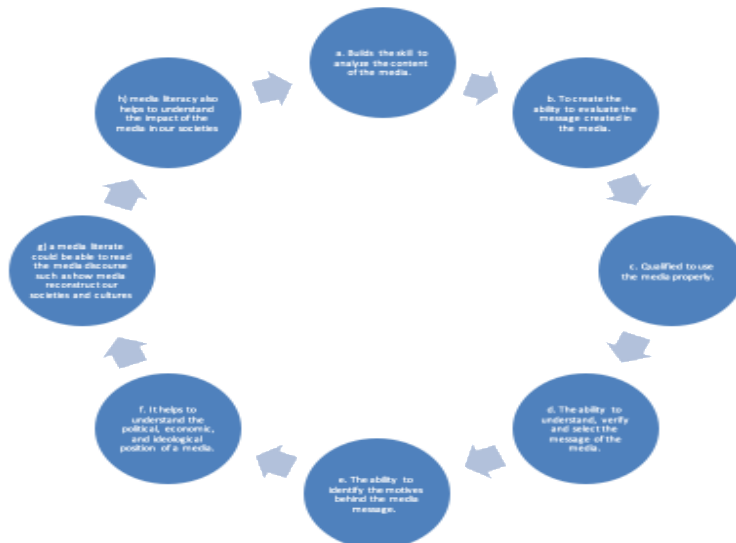 a. Builds the skill to
analyze the content
of the media.
b. To create the
ability to evaluate the
message created in
the media.
c. Qualified to use
the media properly.
d. The ability to
understand, verify
and select the
message of the
media.
e. The ability to
identify the motives
behind the media
message.
f. It helps to
understand the
political, economic,
and ideological
position of a media.
g) a media literate
could be able to read
the media discourse
such as how media
reconstruct our
societies and cultures
h) media literacy also
helps to understand
the impact of the
media in our societies